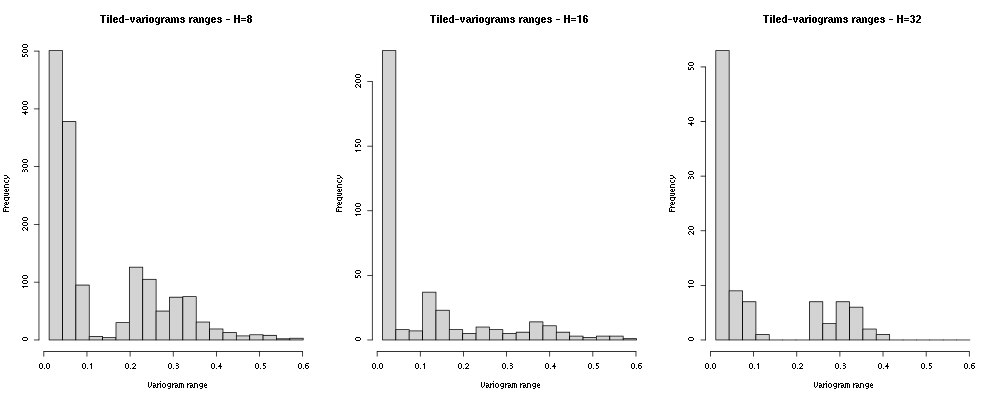 Tiled-variograms ranges - H=8
Tiled-variograms ranges - H=16
Tiled-variograms ranges - H=32
Frequency
0
100
200
300
400
500
0.0 0.1 0.2 0.3 0.4 0.5 0.6
Variogram range
Frequency
0
50
100
150
200
0.0 0.1 0.2 0.3 0.4 0.5 0.6
Variogram range
Frequency
0
10
20
30
40
50
0.0 0.1 0.2 0.3 0.4 0.5 0.6
Variogram range